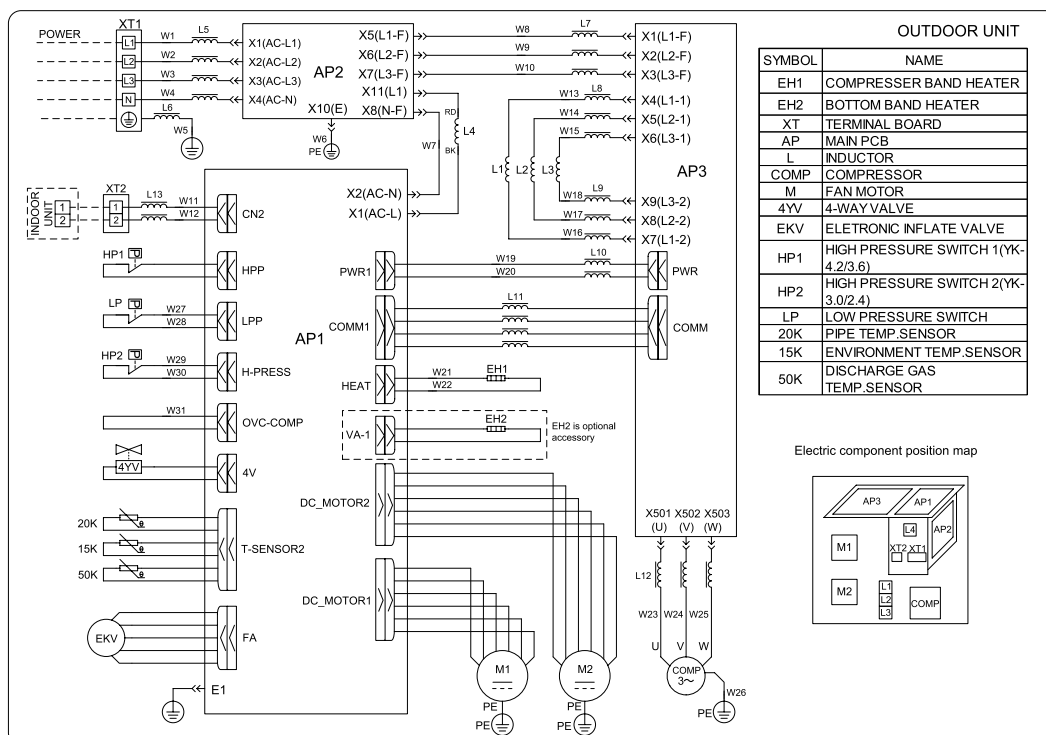 OUTDOOR UNIT
POWER
XT1
L1
L2
L3
N
W1
W2
W3
W4
W5
L5
L6
X1(AC-L1)
X2(AC-L2)
X3(AC-L3)
X4(AC-N)
AP2
X10(E)
W6
PE
X5(L1-F)
X6(L2-F)
X7(L3-F)
X11(L1)
X8(N-F)
W7
RD
L4
BK
W8
L7
W9
W10
W13
L8
W14
W15
L1
L2
L3
W18
L9
W17
W16
X1(L1-F)
X2(L2-F)
X3(L3-F)
X4(L1-1)
X5(L2-1)
X6(L3-1)
AP3
X9(L3-2)
X8(L2-2)
X7(L1-2)
PWR
COMM
INDOOR
UNIT
1
2
XT2
1
2
L13
W11
W12
CN2
X2(AC-N)
X1(AC-L)
HP1
P
HPP
PWR1
W19
W20
L10
LP
P
W27
W28
LPP
AP1
COMM1
L11
HP2
P
W29
W30
H-PRESS
HEAT
W21
W22
EH1
W31
OVC-COMP
VA-1
EH2
EH2 is optional
accessory
4YV
4V
DC_MOTOR2
20K
θ
15K
θ
50K
θ
T-SENSOR2
DC_MOTOR1
EKV
FA
E1
M1
PE
PE
M2
PE
PE
X501
(U)
X502
(V)
X503
(W)
L12
W23
W24
W25
U
V
W
COMP
3~
W26
PE
SYMBOL NAME
EH1 COMPRESSER BAND HEATER
EH2 BOTTOM BAND HEATER
XT TERMINAL BOARD
AP MAIN PCB
L INDUCTOR
COMP COMPRESSOR
M FAN MOTOR
4YV 4-WAY VALVE
EKV ELETRONIC INFLATE VALVE
HP1 HIGH PRESSURE SWITCH 1(YK-
4.2/3.6)
HP2 HIGH PRESSURE SWITCH 2(YK-
3.0/2.4)
LP LOW PRESSURE SWITCH
20K PIPE TEMP.SENSOR
15K ENVIRONMENT TEMP.SENSOR
50K DISCHARGE GAS
TEMP.SENSOR
Electric component position map
AP3
AP1
L4
AP2
M1
XT2
XT1
M2
L1
L2
L3
COMP